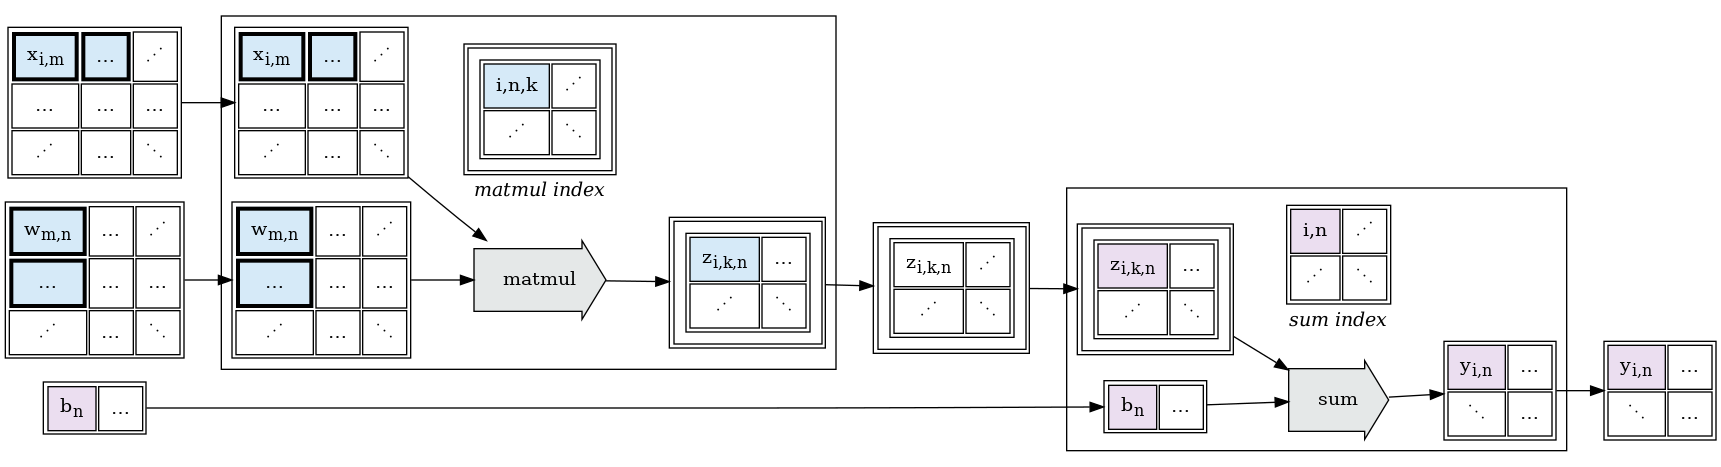 x_{i,m} ... ⋰
... ... ...
⋰ ... ⋱
x_{i,m} ... ⋰
... ... ...
⋰ ... ⋱
i,n,k ⋰
⋰ ⋱
matmul index
w_{m,n} ... ⋰
... ... ...
⋰ ... ⋱
w_{m,n} ... ⋰
... ... ...
⋰ ... ⋱
matmul
z_{i,k,n} ...
⋰ ⋱
z_{i,k,n} ⋰
⋰ ⋱
z_{i,k,n} ...
⋰ ⋱
i,n ⋰
⋰ ⋱
sum index
b_n ...
b_n ...
sum
y_{i,n} ...
⋱ ...
y_{i,n} ...
⋱ ...